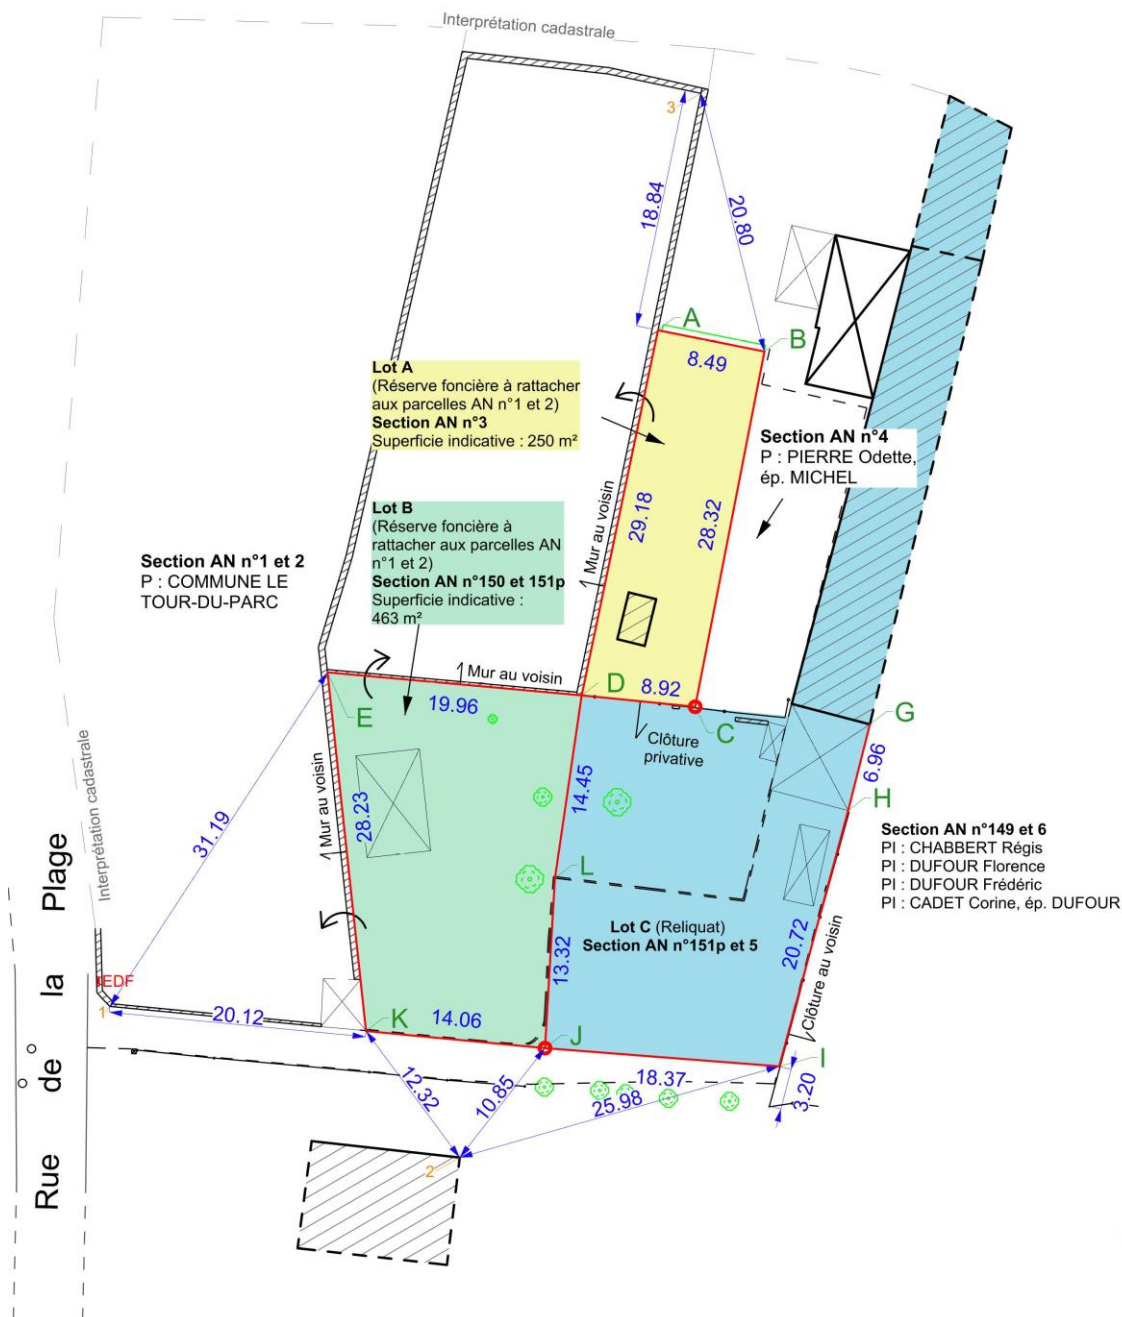 Interprétation cadastrale
3
18.84
20.80
A
B
8.49
Lot A
(Réserve foncière à rattacher
aux parcelles AN n°1 et 2)
Section AN n°3
Superficie indicative : 250 m²
Section AN n°4
P : PIERRE Odette,
ép. MICHEL
Mur au voisin
29.18
28.32
Lot B
(Réserve foncière à
rattacher aux parcelles AN
n°1 et 2)
Section AN n°150 et 151p
Superficie indicative :
463 m²
Section AN n°1 et 2
P : COMMUNE LE
TOUR-DU-PARC
Mur au voisin
D
8.92
E
19.96
C
G
Clôture
privative
6.96
H
Mur au voisin
28.23
14.45
31.19
Interprétation cadastrale
Section AN n°149 et 6
PI : CHABBERT Régis
PI : DUFOUR Florence
PI : DUFOUR Frédéric
PI : CADET Corine, ép. DUFOUR
L
Lot C (Reliquat)
Section AN n°151p et 5
13.32
20.72
Clôture au voisin
EDF
1
20.12
K
14.06
J
I
18.37
3.20
12.32
10.85
25.98
2
Rue de la Plage